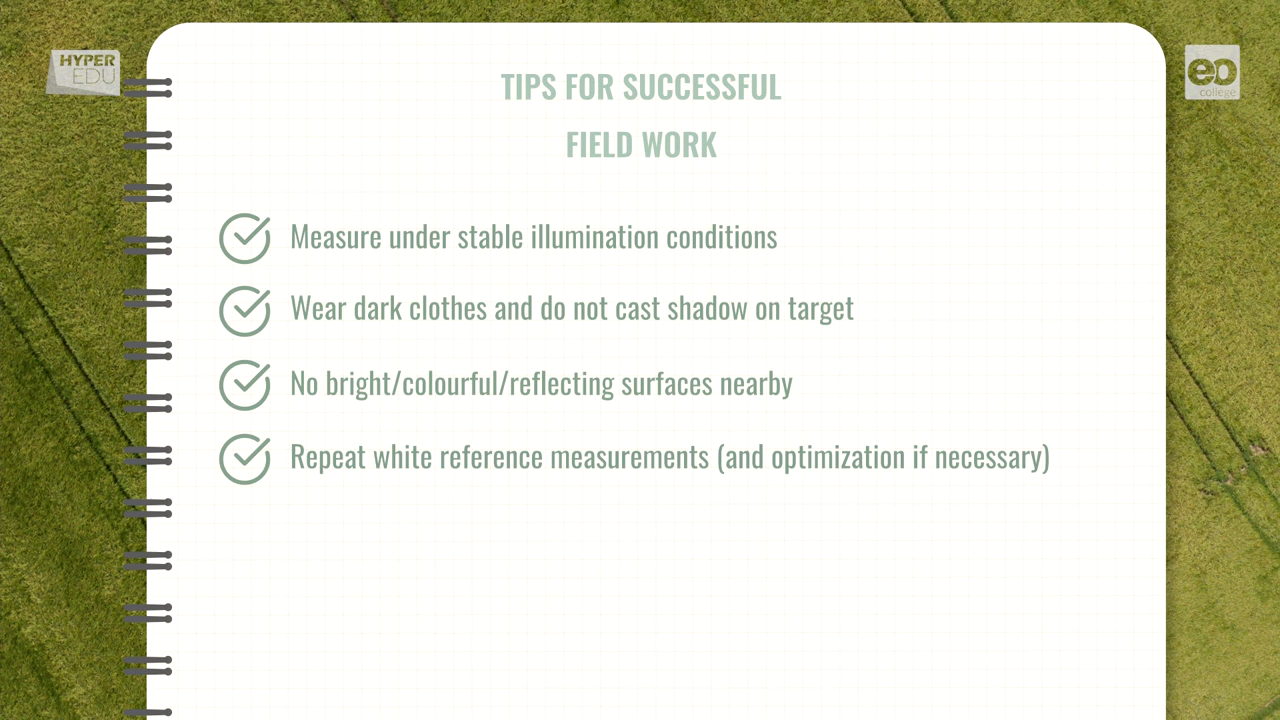 HYPER
EDU
eo
college
TIPS FOR SUCCESSFUL
FIELD WORK
Measure under stable illumination conditions
Wear dark clothes and do not cast shadow on target
No bright/colourful/reflecting surfaces nearby
Repeat white reference measurements (and optimization if necessary)